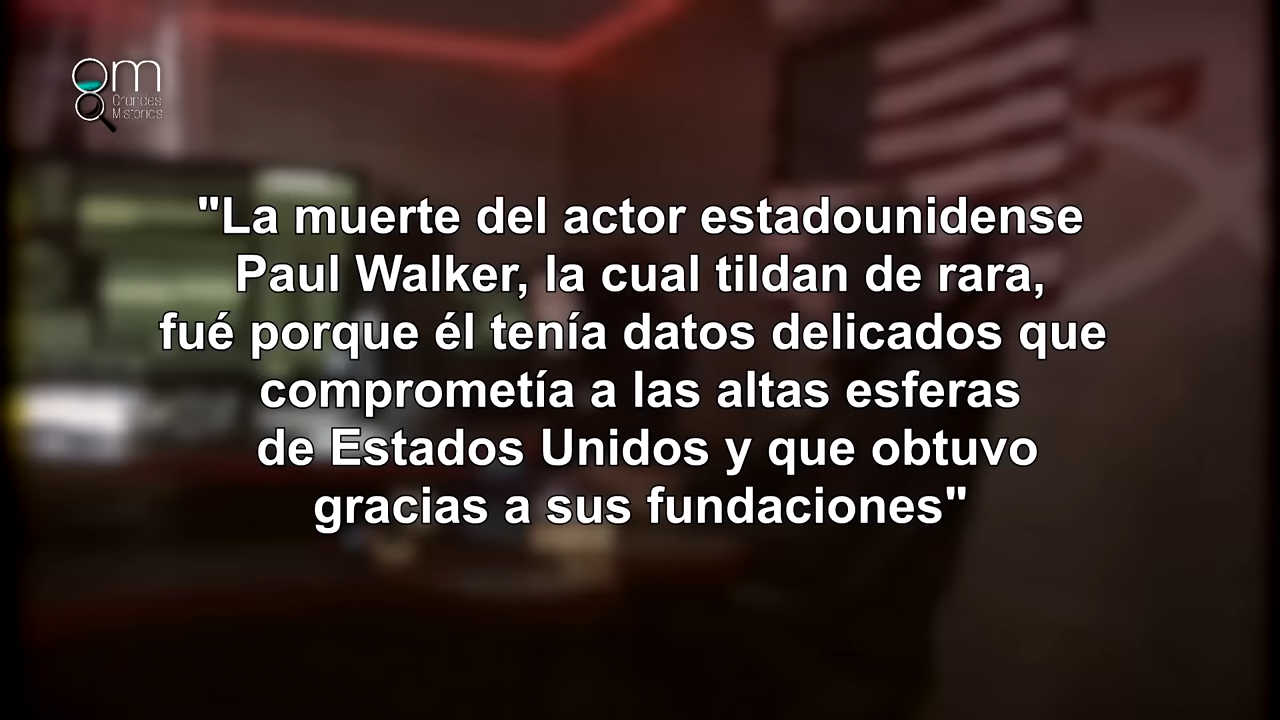 gm
Grandes
Misterios
"La muerte del actor estadounidense
Paul Walker, la cual tildan de rara,
fué porque él tenía datos delicados que
comprometía a las altas esferas
de Estados Unidos y que obtuvo
gracias a sus fundaciones"